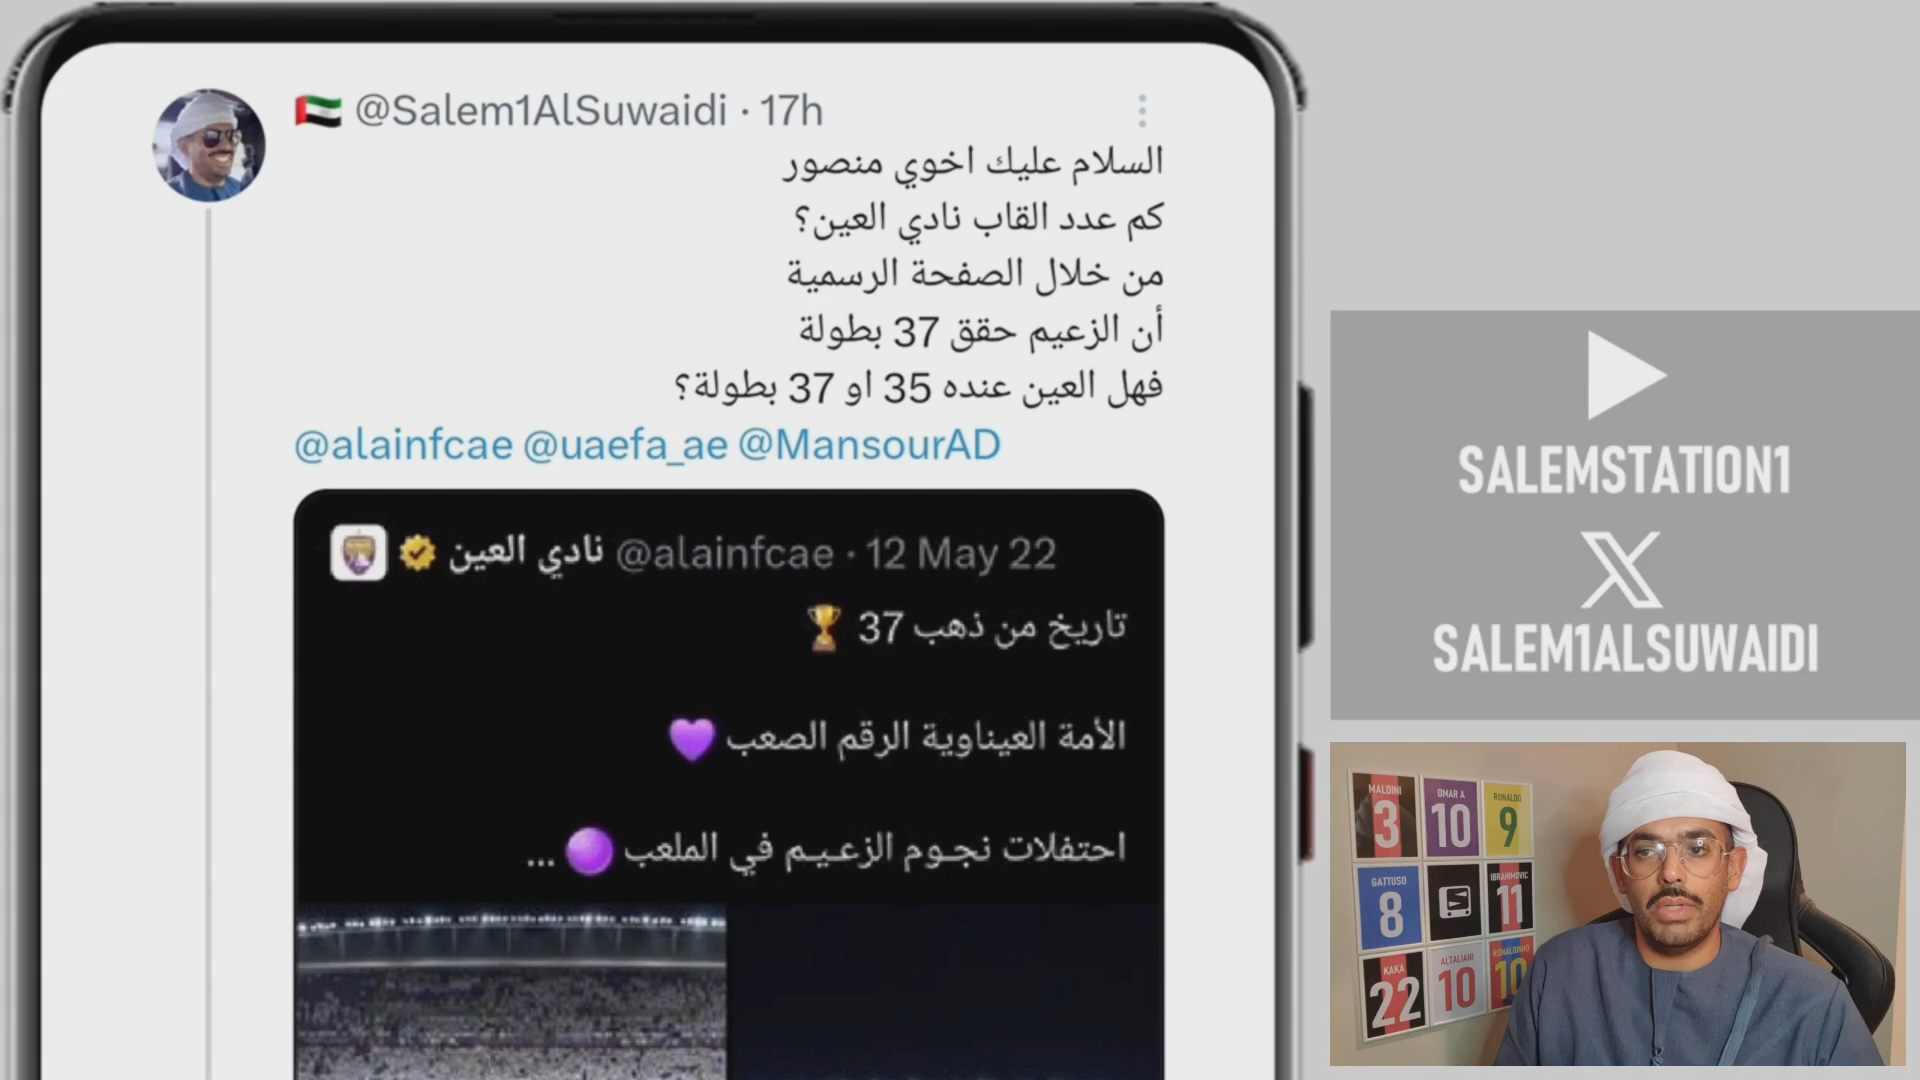 @Salem1AlSuwaidi · 17h
السلام عليك اخوي منصور
كم عدد القاب نادي العين؟
من خلال الصفحة الرسمية
أن الزعيم حقق 37 بطولة
فهل العين عنده 35 او 37 بطولة؟
@alainfcae @uaefa_ae @MansourAD
نادي العين @alainfcae · 12 May 22
تاريخ من ذهب 37
الأمة العيناوية الرقم الصعب
احتفلات نجـوم الزعـيـم في الملعب ...
SALEMSTATION1
X
SALEM1ALSUWAIDI
MALDINI
3
OMAR A
10
RONALDO
9
GATTUSO
8
IBRAHIMOVIC
11
KAKA
22
ALTALIANI
10
RONALDINHO
10